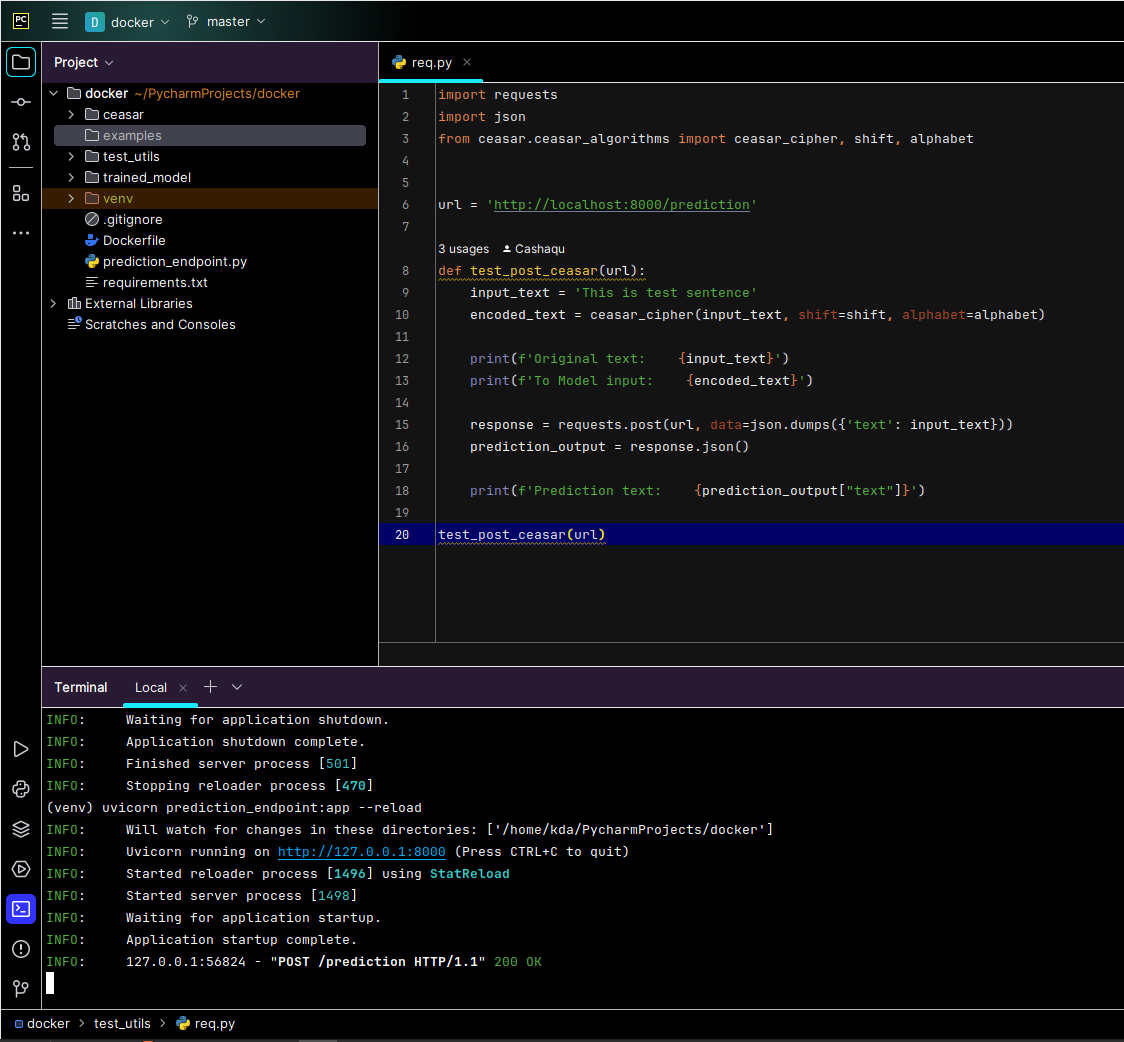 PC D docker master
Project
docker ~/PycharmProjects/docker
ceasar
examples
test_utils
trained_model
venv
.gitignore
Dockerfile
prediction_endpoint.py
requirements.txt
External Libraries
Scratches and Consoles
req.py
1 import requests
2 import json
3 from ceasar.ceasar_algorithms import ceasar_cipher, shift, alphabet
4
5
6 url = 'http://localhost:8000/prediction'
7
3 usages Cashaqu
8 def test_post_ceasar(url):
9 input_text = 'This is test sentence'
10 encoded_text = ceasar_cipher(input_text, shift=shift, alphabet=alphabet)
11
12 print(f'Original text:    {input_text}')
13 print(f'To Model input:    {encoded_text}')
14
15 response = requests.post(url, data=json.dumps({'text': input_text}))
16 prediction_output = response.json()
17
18 print(f'Prediction text:    {prediction_output["text"]}')
19
20 test_post_ceasar(url)
Terminal Local
INFO:     Waiting for application shutdown.
INFO:     Application shutdown complete.
INFO:     Finished server process [501]
INFO:     Stopping reloader process [470]
(venv) uvicorn prediction_endpoint:app --reload
INFO:     Will watch for changes in these directories: ['/home/kda/PycharmProjects/docker']
INFO:     Uvicorn running on http://127.0.0.1:8000 (Press CTRL+C to quit)
INFO:     Started reloader process [1496] using StatReload
INFO:     Started server process [1498]
INFO:     Waiting for application startup.
INFO:     Application startup complete.
INFO:     127.0.0.1:56824 - "POST /prediction HTTP/1.1" 200 OK
docker > test_utils > req.py